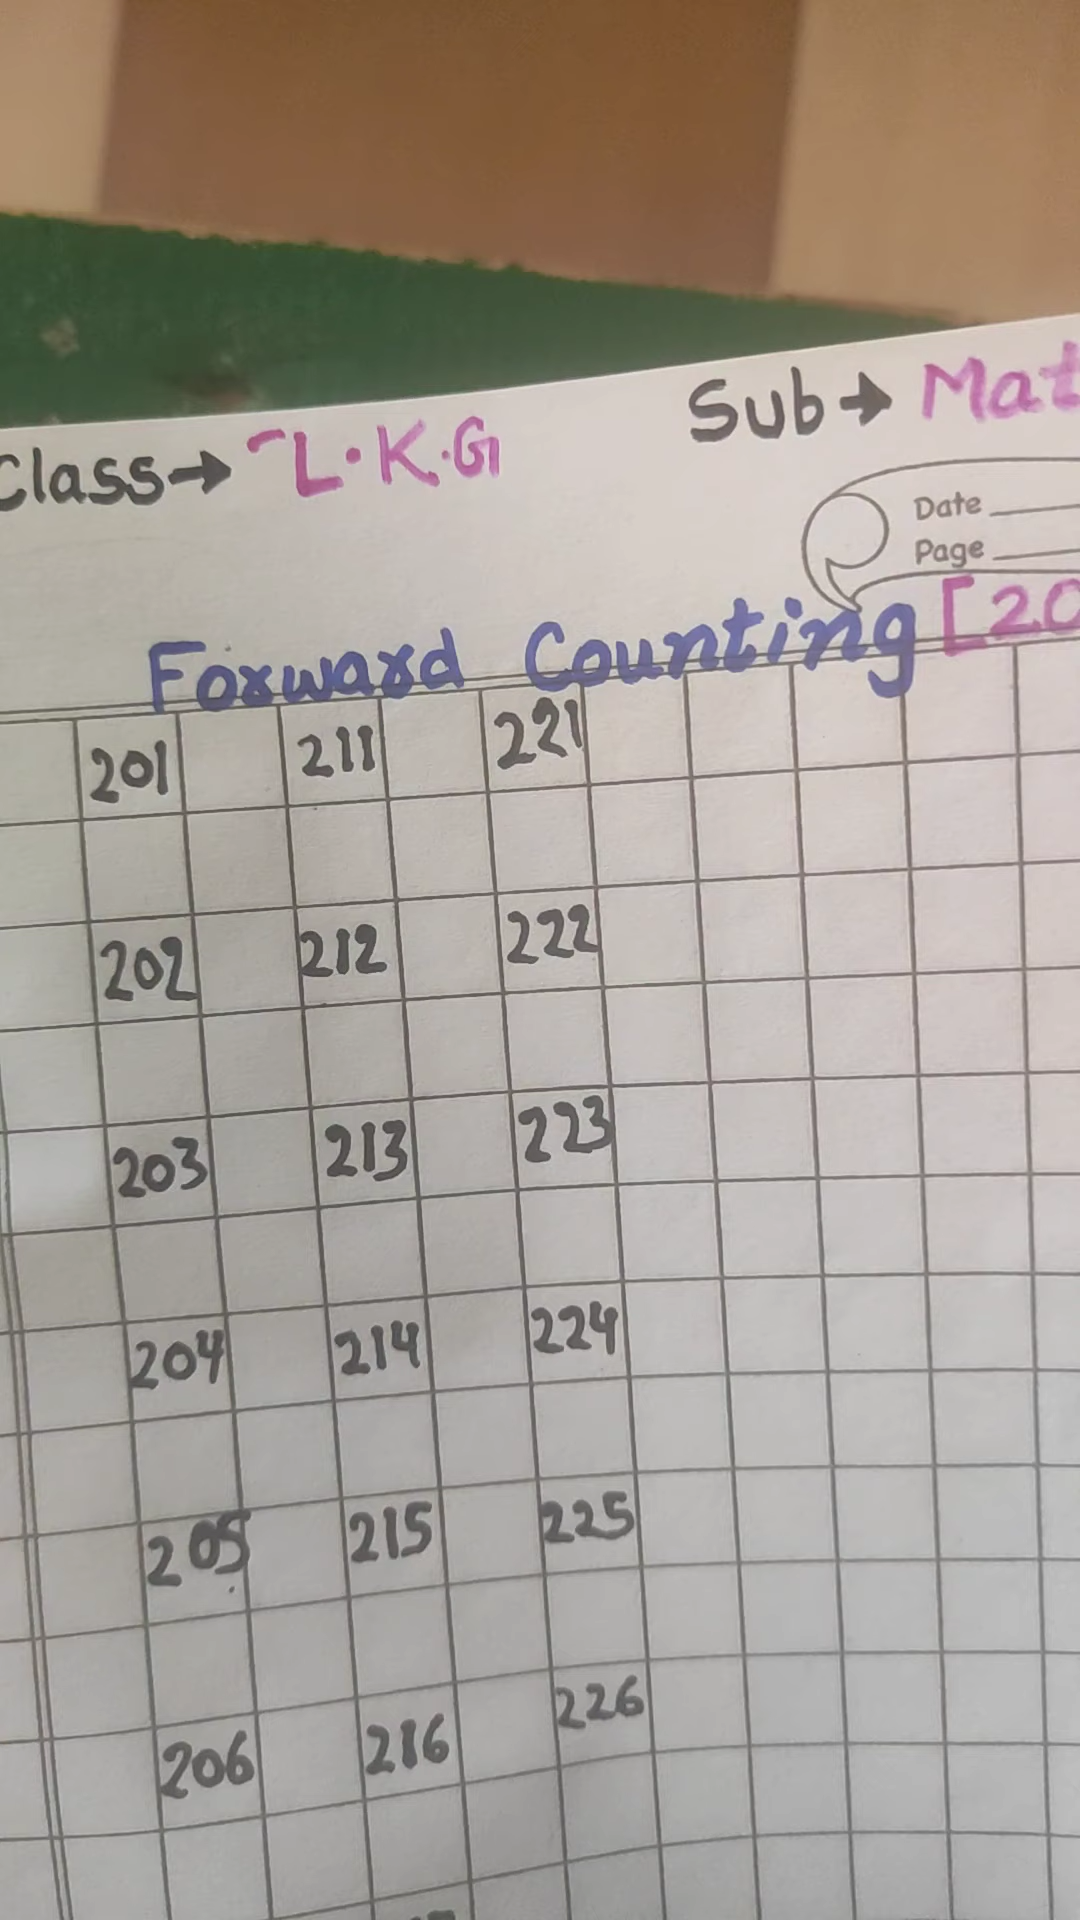 Class→ L.K.G Sub→ Mat
Date
Page
Forward Counting [20
201 211 221
202 212 222
203 213 223
204 214 224
205 215 225
206 216 226